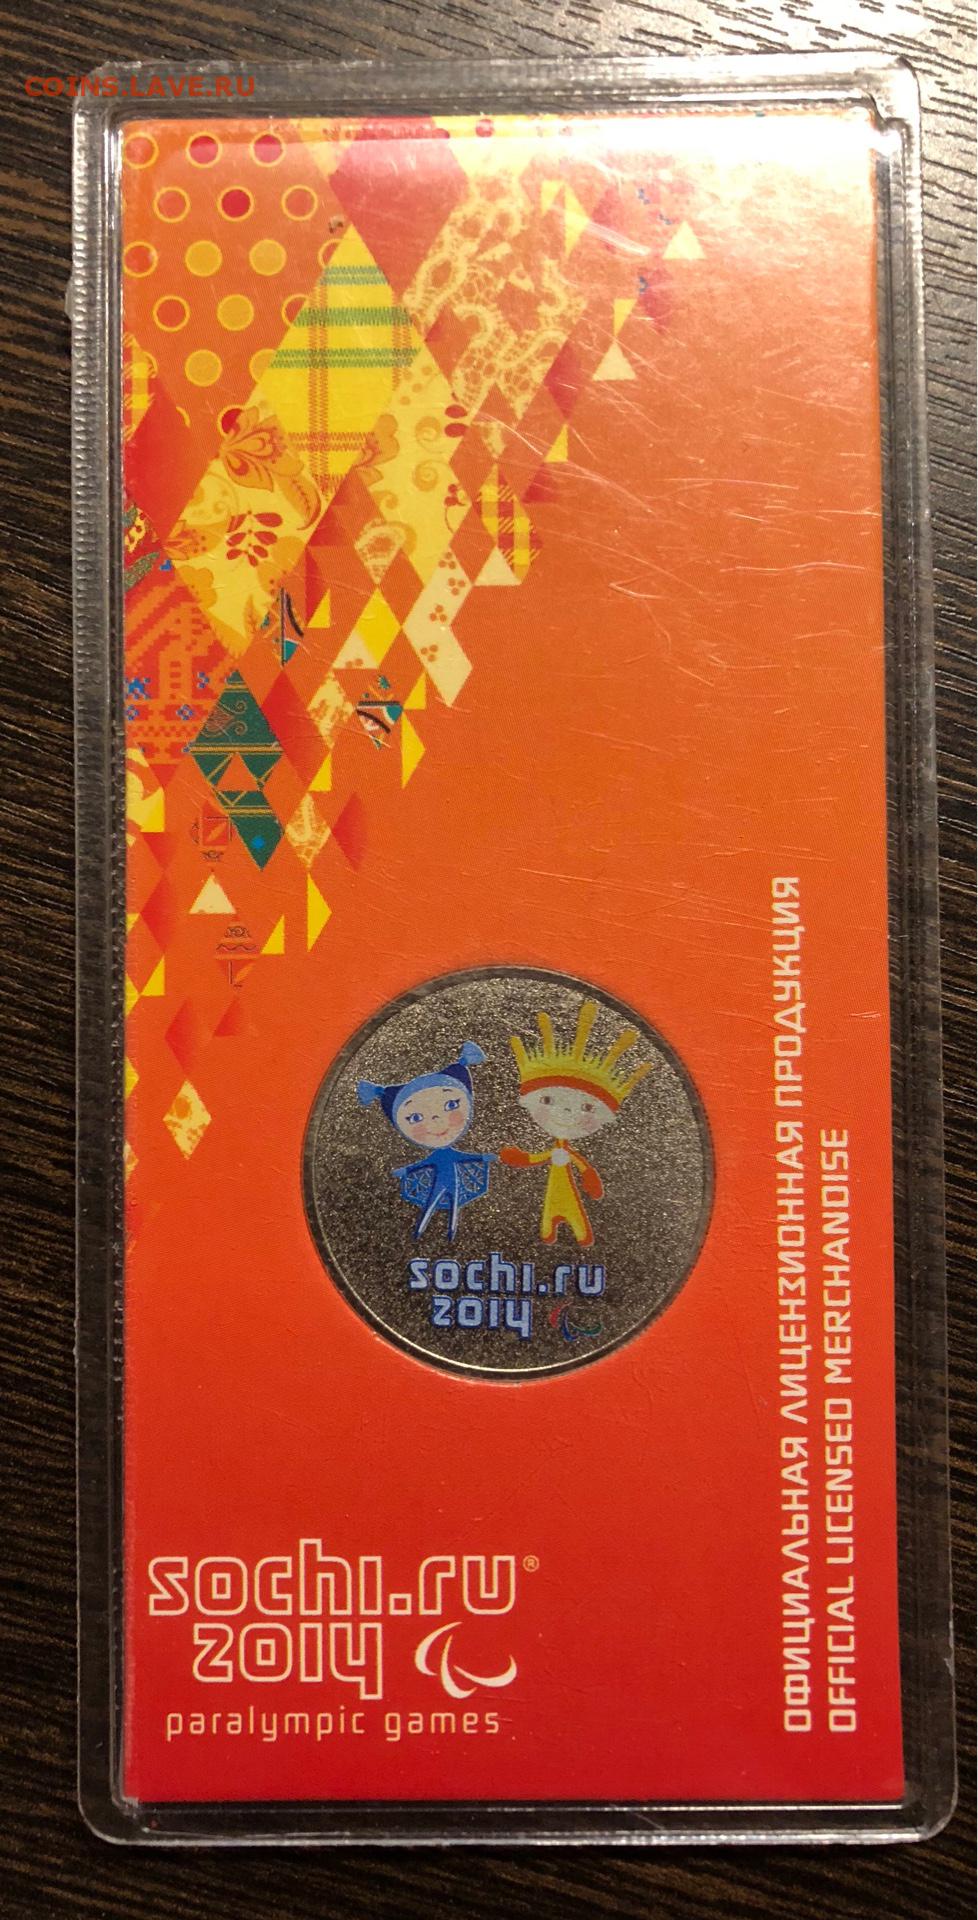 COINS.LAVE.RU
sochi.ru
2014
sochi.ru®
2014
paralympic games
ОФИЦИАЛЬНАЯ ЛИЦЕНЗИОННАЯ ПРОДУКЦИЯ
OFFICIAL LICENSED MERCHANDISE